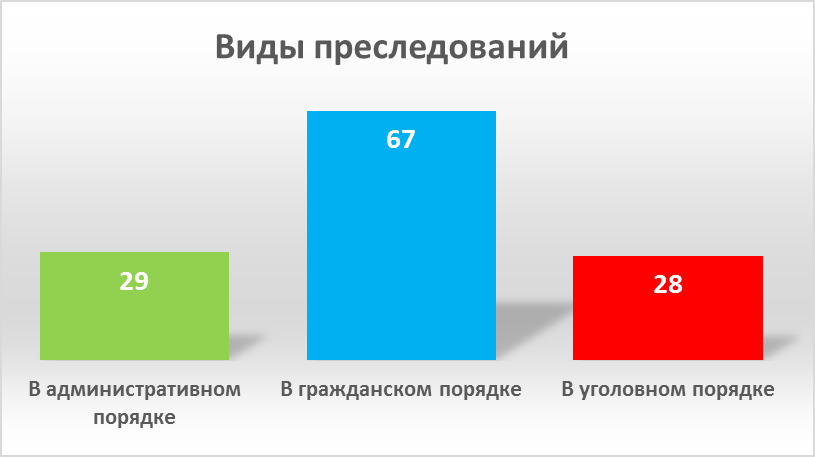 Виды преследований
29
67
28
В административном
порядке
В гражданском порядке
В уголовном порядке